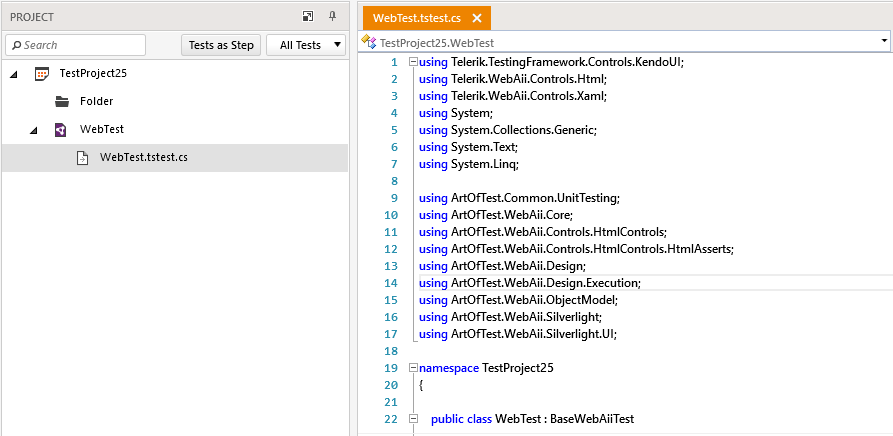 PROJECT
Search
Tests as Step
All Tests
TestProject25
Folder
WebTest
WebTest.tstest.cs
WebTest.tstest.cs
TestProject25.WebTest
1 using Telerik.TestingFramework.Controls.KendoUI;
2 using Telerik.WebAii.Controls.Html;
3 using Telerik.WebAii.Controls.Xaml;
4 using System;
5 using System.Collections.Generic;
6 using System.Text;
7 using System.Linq;
8
9 using ArtOfTest.Common.UnitTesting;
10 using ArtOfTest.WebAii.Core;
11 using ArtOfTest.WebAii.Controls.HtmlControls;
12 using ArtOfTest.WebAii.Controls.HtmlControls.HtmlAsserts;
13 using ArtOfTest.WebAii.Design;
14 using ArtOfTest.WebAii.Design.Execution;
15 using ArtOfTest.WebAii.ObjectModel;
16 using ArtOfTest.WebAii.Silverlight;
17 using ArtOfTest.WebAii.Silverlight.UI;
18
19 namespace TestProject25
20 {
21
22 public class WebTest : BaseWebAiiTest